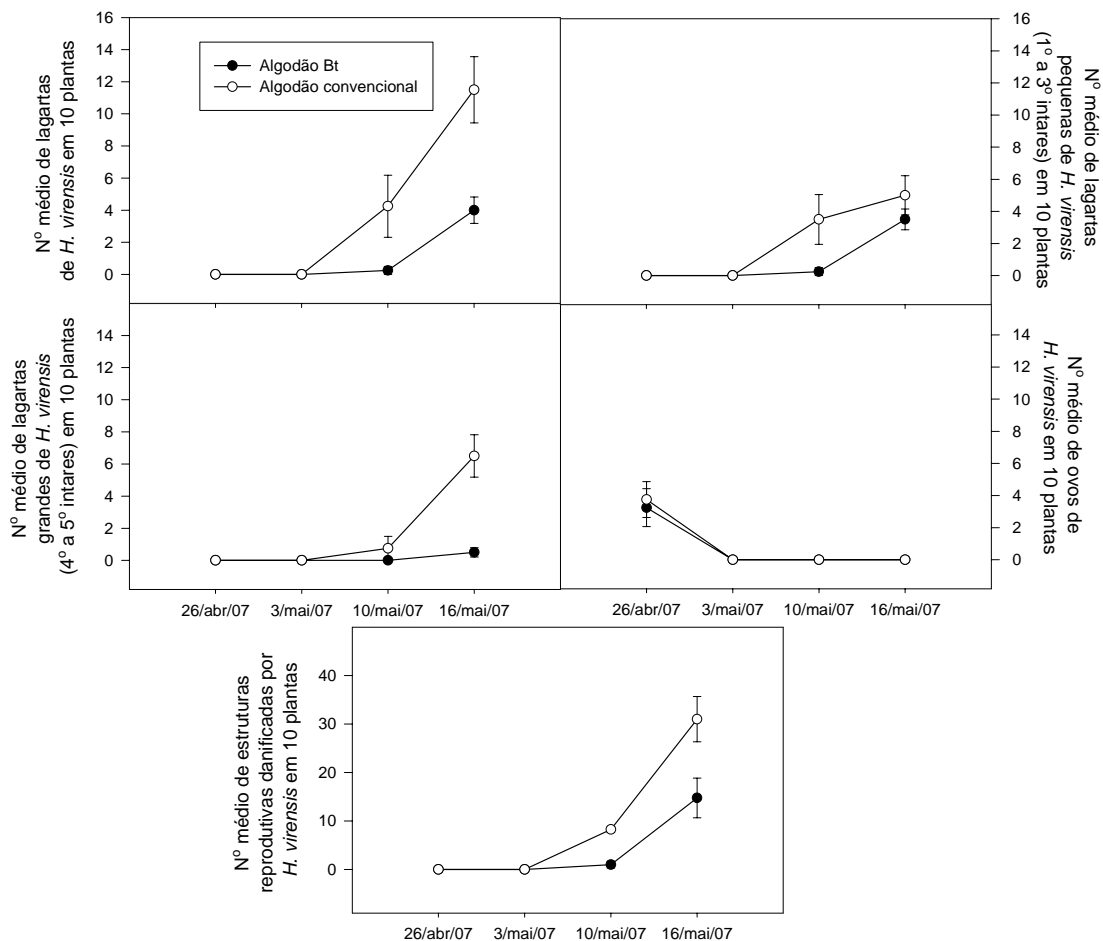 16
14
12
10
8
6
4
2
0
Nº médio de lagartas
de H. virensis em 10 plantas
Algodão Bt
Algodão convencional
16
14
12
10
8
6
4
2
0
Nº médio de lagartas
pequenas de H. virensis
(1º a 3º intares) em 10 plantas
14
12
10
8
6
4
2
0
Nº médio de lagartas
grandes de H. virensis
(4º a 5º intares) em 10 plantas
26/abr/07 3/mai/07 10/mai/07 16/mai/07
14
12
10
8
6
4
2
0
Nº médio de ovos de
H. virensis em 10 plantas
26/abr/07 3/mai/07 10/mai/07 16/mai/07
40
30
20
10
0
Nº médio de estruturas
reprodutivas danificadas por
H. virensis em 10 plantas
26/abr/07 3/mai/07 10/mai/07 16/mai/07